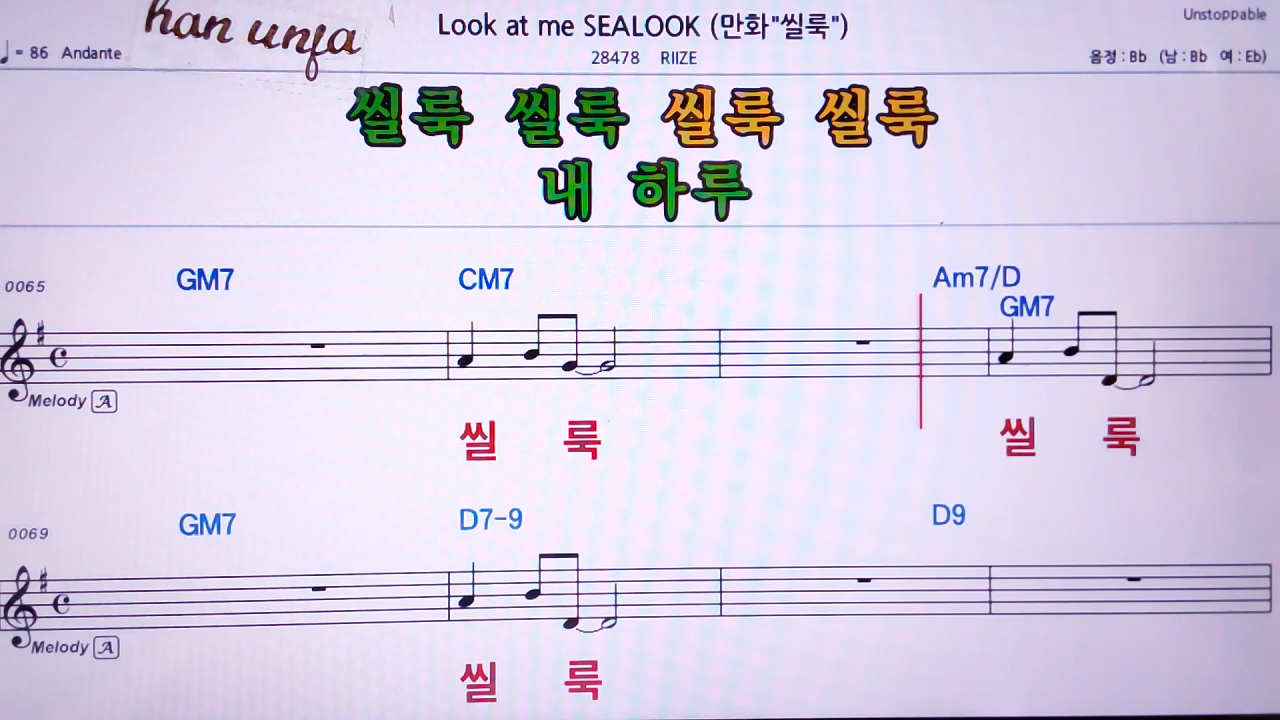 han unja
Look at me SEALOOK (만화"씰룩")
Unstoppable
♩= 86 Andante
28478 RIIZE
음정 : Bb (남 : Bb 여 : Eb)
씰룩 씰룩 씰룩 씰룩
내 하루
0065 GM7 CM7 Am7/D
GM7
Melody A
씰 룩 씰 룩
0069 GM7 D7-9 D9
Melody A
씰 룩